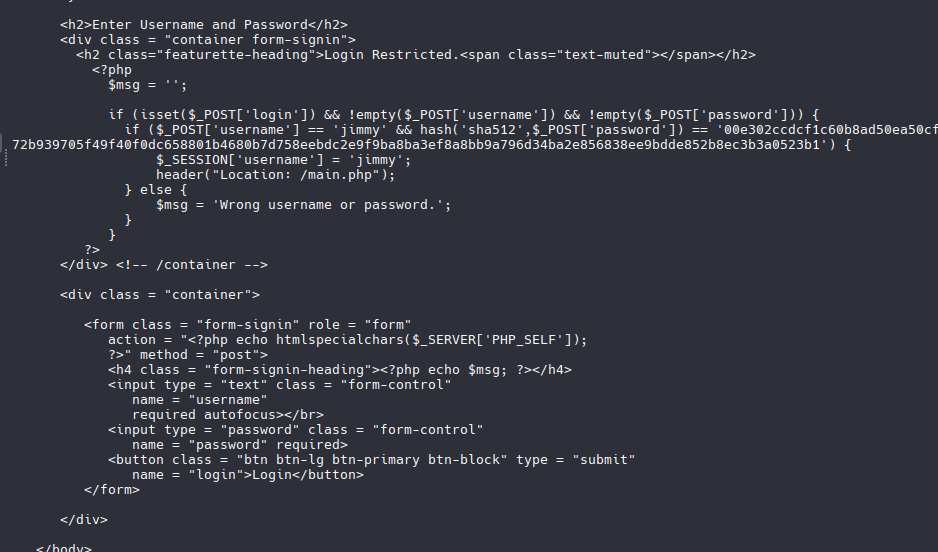 <h2>Enter Username and Password</h2>
<div class = "container form-signin">
<h2 class="featurette-heading">Login Restricted.<span class="text-muted"></span></h2>
<?php
$msg = '';
if (isset($_POST['login']) && !empty($_POST['username']) && !empty($_POST['password'])) {
if ($_POST['username'] == 'jimmy' && hash('sha512',$_POST['password']) == '00e302ccdcf1c60b8ad50ea50cf
72b939705f49f40f0dc658801b4680b7d758eebdc2e9f9ba8ba3ef8a8bb9a796d34ba2e856838ee9bdde852b8ec3b3a0523b1') {
$_SESSION['username'] = 'jimmy';
header("Location: /main.php");
} else {
$msg = 'Wrong username or password.';
}
}
?>
</div> <!-- /container -->
<div class = "container">
<form class = "form-signin" role = "form"
action = "<?php echo htmlspecialchars($_SERVER['PHP_SELF']);
?>" method = "post">
<h4 class = "form-signin-heading"><?php echo $msg; ?></h4>
<input type = "text" class = "form-control"
name = "username"
required autofocus></br>
<input type = "password" class = "form-control"
name = "password" required>
<button class = "btn btn-lg btn-primary btn-block" type = "submit"
name = "login">Login</button>
</form>
</div>
</body>